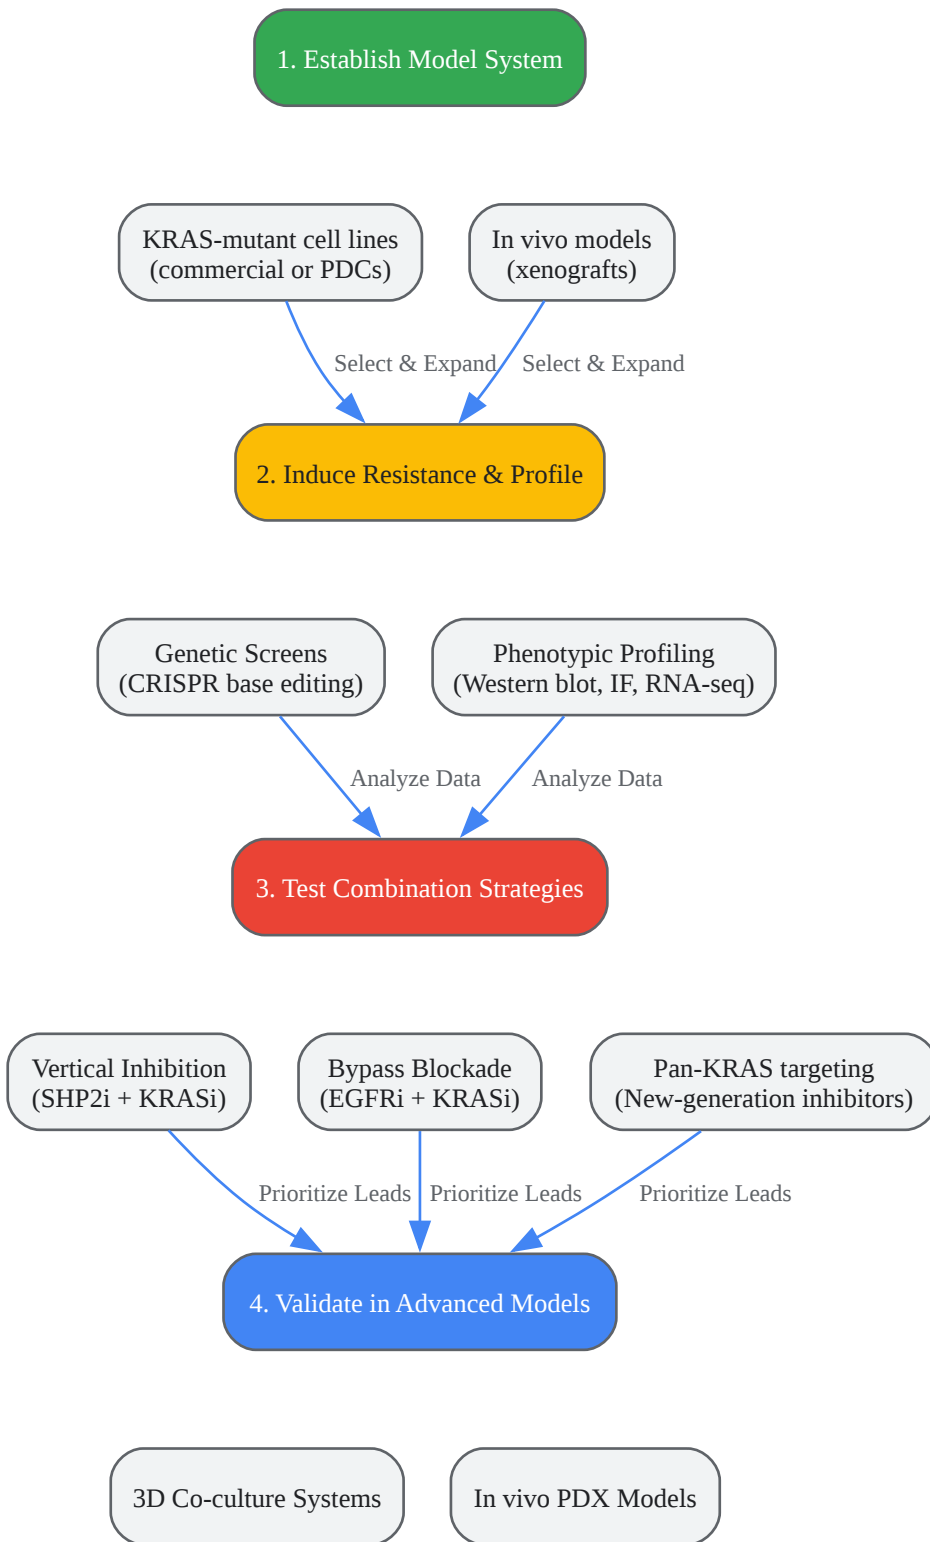 1. Establish Model System
KRAS-mutant cell lines
(commercial or PDCs)
In vivo models
(xenografts)
Select & Expand
Select & Expand
2. Induce Resistance & Profile
Genetic Screens
(CRISPR base editing)
Phenotypic Profiling
(Western blot, IF, RNA-seq)
Analyze Data
Analyze Data
3. Test Combination Strategies
Vertical Inhibition
(SHP2i + KRASi)
Bypass Blockade
(EGFRi + KRASi)
Pan-KRAS targeting
(New-generation inhibitors)
Prioritize Leads
Prioritize Leads
Prioritize Leads
4. Validate in Advanced Models
3D Co-culture Systems
In vivo PDX Models